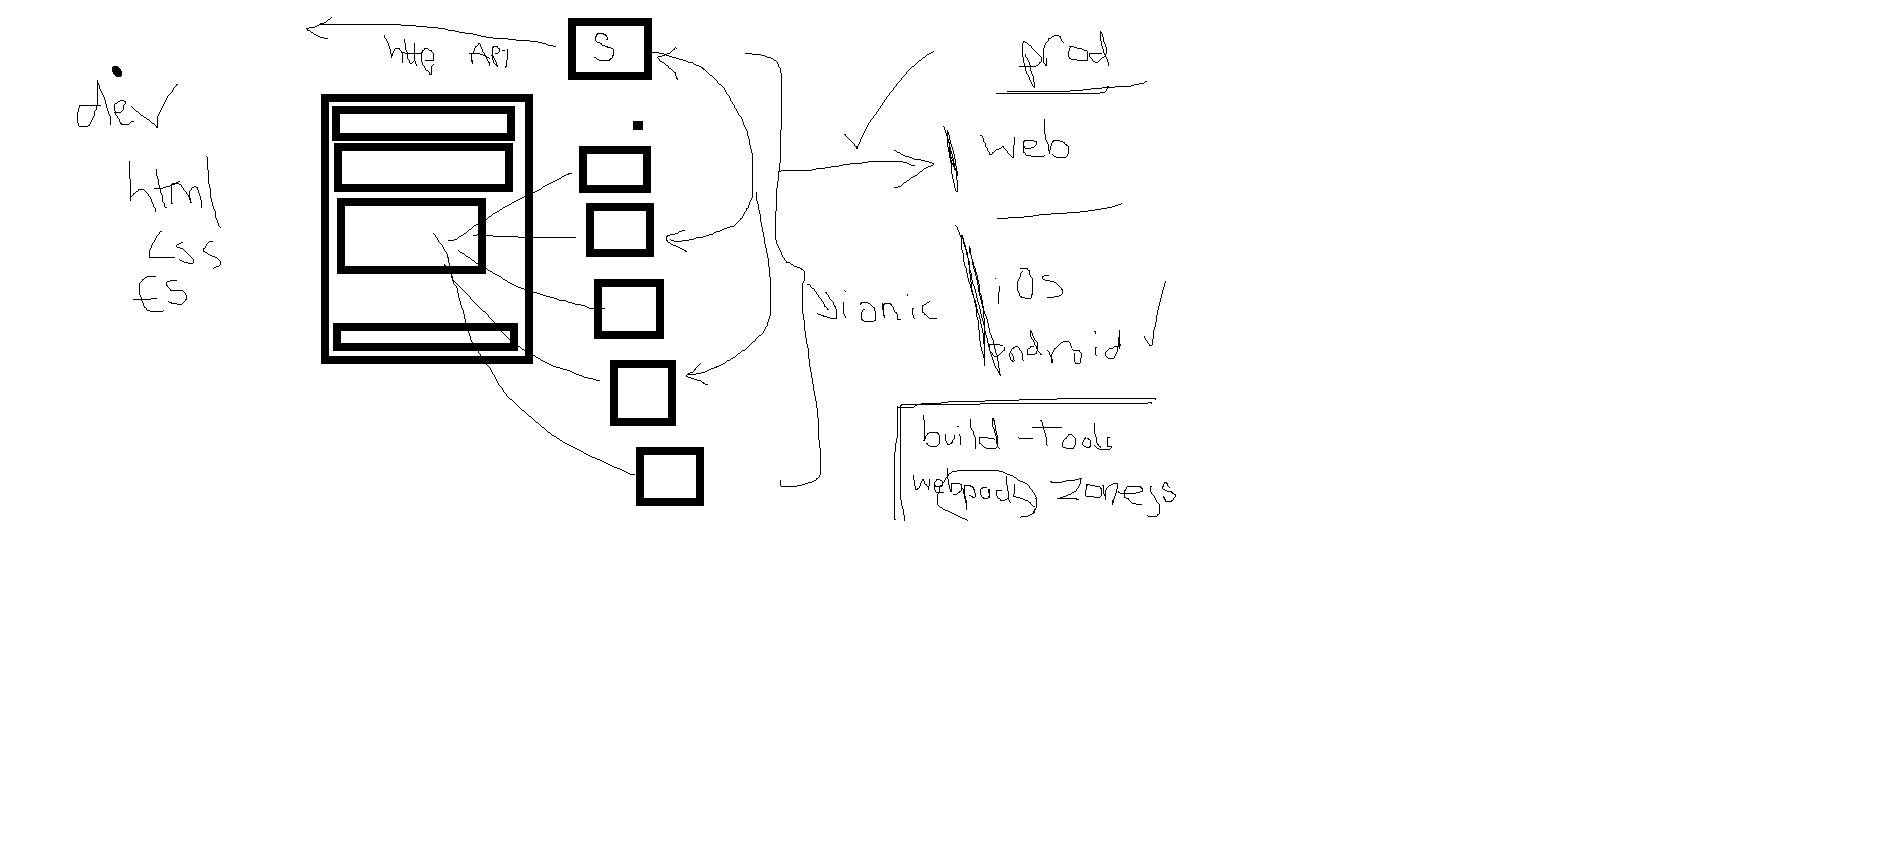 dev
html
css
ES
http API
S
prod
web
ionic
iOS
android
build-tools
webpack zonejs